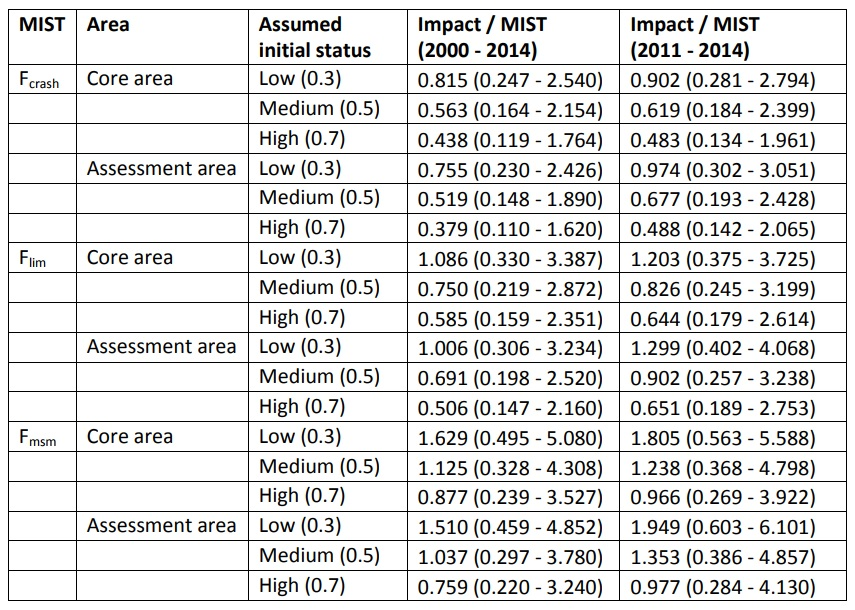 MIST Area Assumed initial status Impact / MIST (2000 - 2014) Impact / MIST (2011 - 2014)
Fcrash Core area Low (0.3) 0.815 (0.247 - 2.540) 0.902 (0.281 - 2.794)
Medium (0.5) 0.563 (0.164 - 2.154) 0.619 (0.184 - 2.399)
High (0.7) 0.438 (0.119 - 1.764) 0.483 (0.134 - 1.961)
Assessment area Low (0.3) 0.755 (0.230 - 2.426) 0.974 (0.302 - 3.051)
Medium (0.5) 0.519 (0.148 - 1.890) 0.677 (0.193 - 2.428)
High (0.7) 0.379 (0.110 - 1.620) 0.488 (0.142 - 2.065)
Flim Core area Low (0.3) 1.086 (0.330 - 3.387) 1.203 (0.375 - 3.725)
Medium (0.5) 0.750 (0.219 - 2.872) 0.826 (0.245 - 3.199)
High (0.7) 0.585 (0.159 - 2.351) 0.644 (0.179 - 2.614)
Assessment area Low (0.3) 1.006 (0.306 - 3.234) 1.299 (0.402 - 4.068)
Medium (0.5) 0.691 (0.198 - 2.520) 0.902 (0.257 - 3.238)
High (0.7) 0.506 (0.147 - 2.160) 0.651 (0.189 - 2.753)
Fmsm Core area Low (0.3) 1.629 (0.495 - 5.080) 1.805 (0.563 - 5.588)
Medium (0.5) 1.125 (0.328 - 4.308) 1.238 (0.368 - 4.798)
High (0.7) 0.877 (0.239 - 3.527) 0.966 (0.269 - 3.922)
Assessment area Low (0.3) 1.510 (0.459 - 4.852) 1.949 (0.603 - 6.101)
Medium (0.5) 1.037 (0.297 - 3.780) 1.353 (0.386 - 4.857)
High (0.7) 0.759 (0.220 - 3.240) 0.977 (0.284 - 4.130)